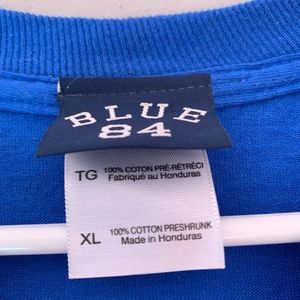 BLUE
84
TG 100% COTON PRÉ-RÉTRÉCI
Fabriqué au Honduras
XL 100% COTTON PRESHRUNK
Made in Honduras